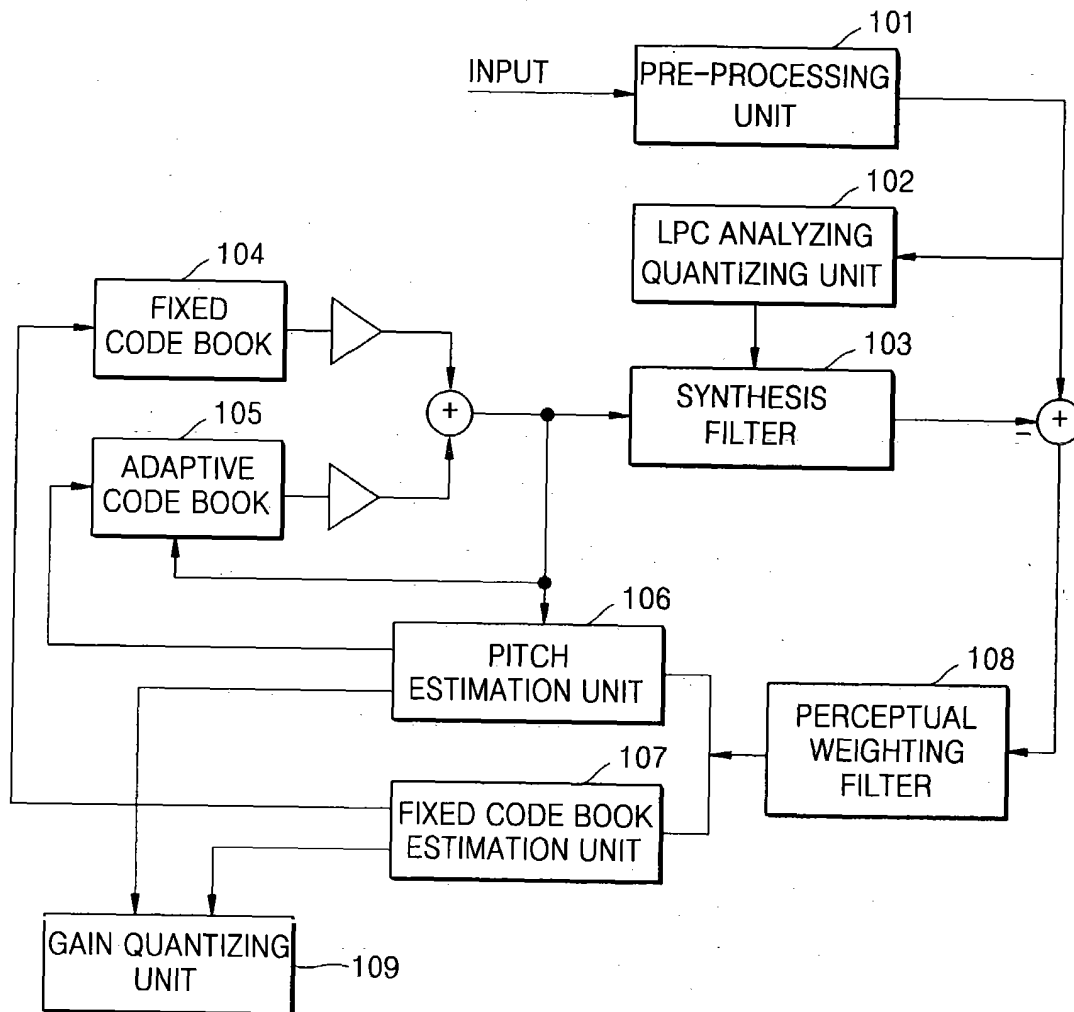 101
INPUT
PRE-PROCESSING
UNIT
102
LPC ANALYZING
QUANTIZING UNIT
104
FIXED
CODE BOOK
103
SYNTHESIS
FILTER
+
+
−
105
ADAPTIVE
CODE BOOK
106
PITCH
ESTIMATION UNIT
108
PERCEPTUAL
WEIGHTING
FILTER
107
FIXED CODE BOOK
ESTIMATION UNIT
GAIN QUANTIZING
UNIT
109